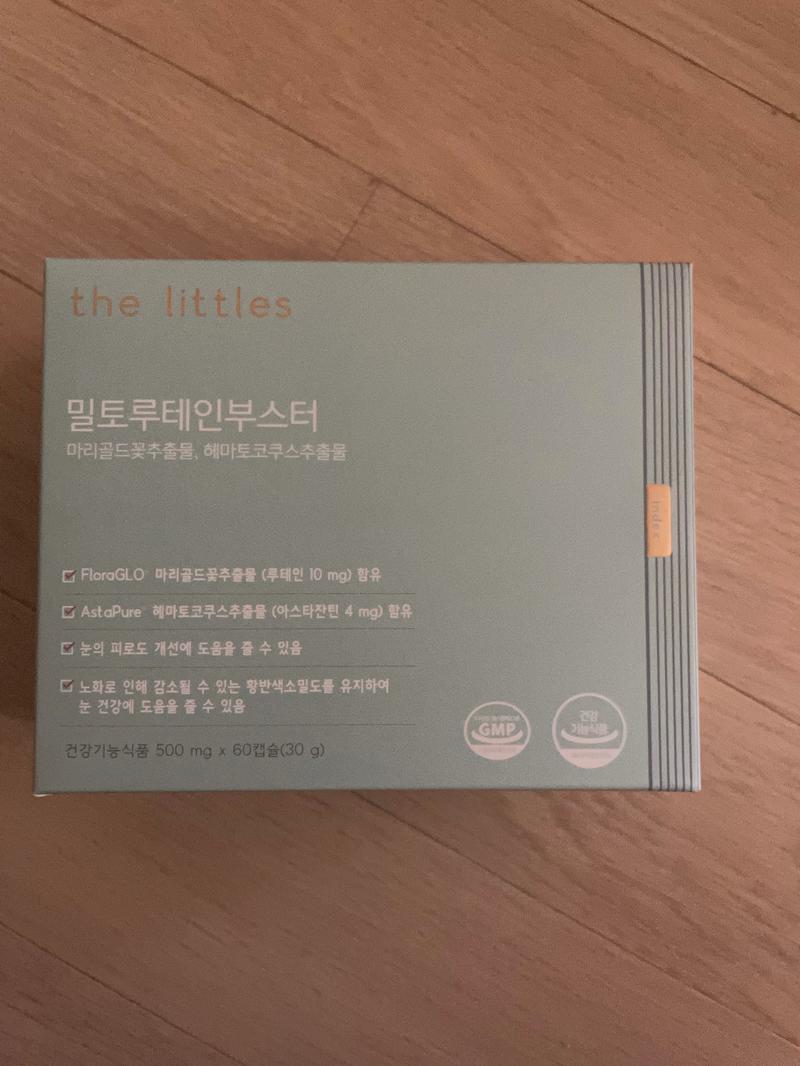 the littles
밀토루테인부스터
마리골드꽃추출물, 헤마토코쿠스추출물
index
FloraGLO® 마리골드꽃추출물 (루테인 10 mg) 함유
AstaPure® 헤마토코쿠스추출물 (아스타잔틴 4 mg) 함유
눈의 피로도 개선에 도움을 줄 수 있음
노화로 인해 감소될 수 있는 황반색소밀도를 유지하여
눈 건강에 도움을 줄 수 있음
건강기능식품 500 mg x 60캡슐(30 g)
GMP
건강
기능식품